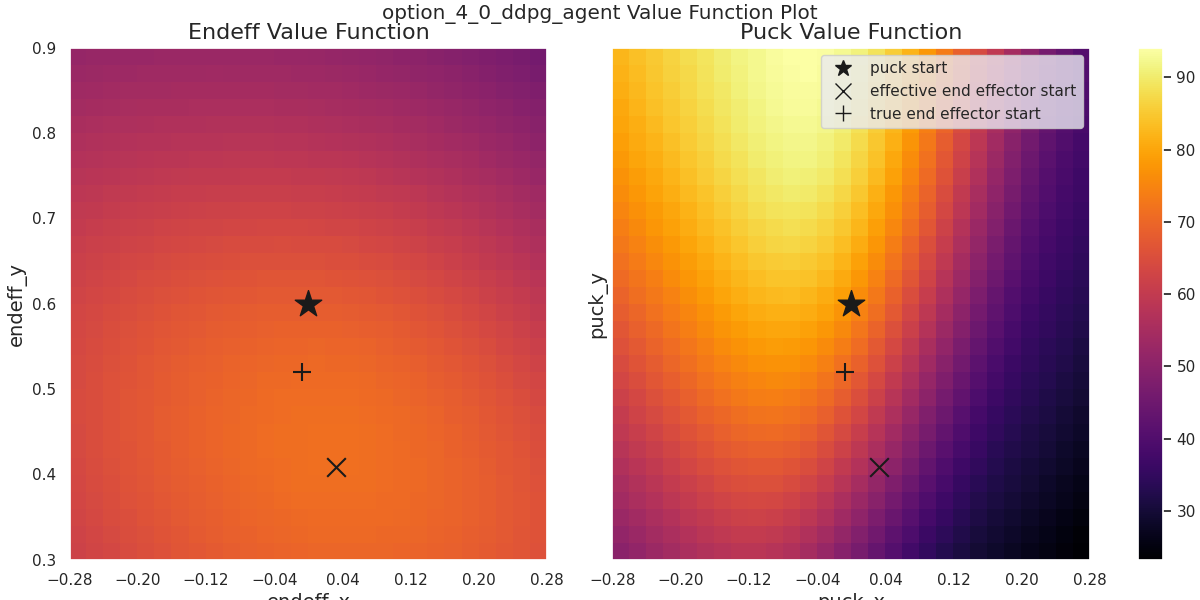 option_4_0_ddpg_agent Value Function Plot
Endeff Value Function
Puck Value Function
puck start
effective end effector start
true end effector start
endeff_y
0.9
0.8
0.7
0.6
0.5
0.4
0.3
−0.28 −0.20 −0.12 −0.04 0.04 0.12 0.20 0.28
endeff_x
puck_y
−0.28 −0.20 −0.12 −0.04 0.04 0.12 0.20 0.28
puck_x
90
80
70
60
50
40
30